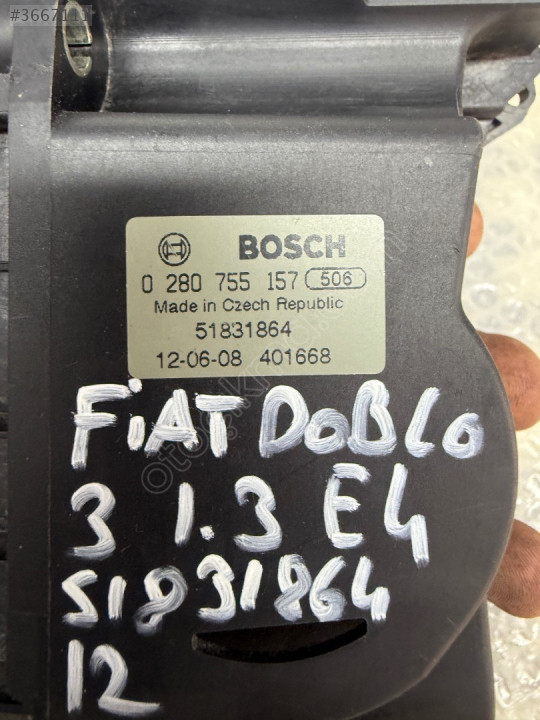 #3667111
BOSCH
0 280 755 157 506
Made in Czech Republic
51831864
12-06-08 401668
FiAT DOBLO
3 1.3 E4
51831864
12